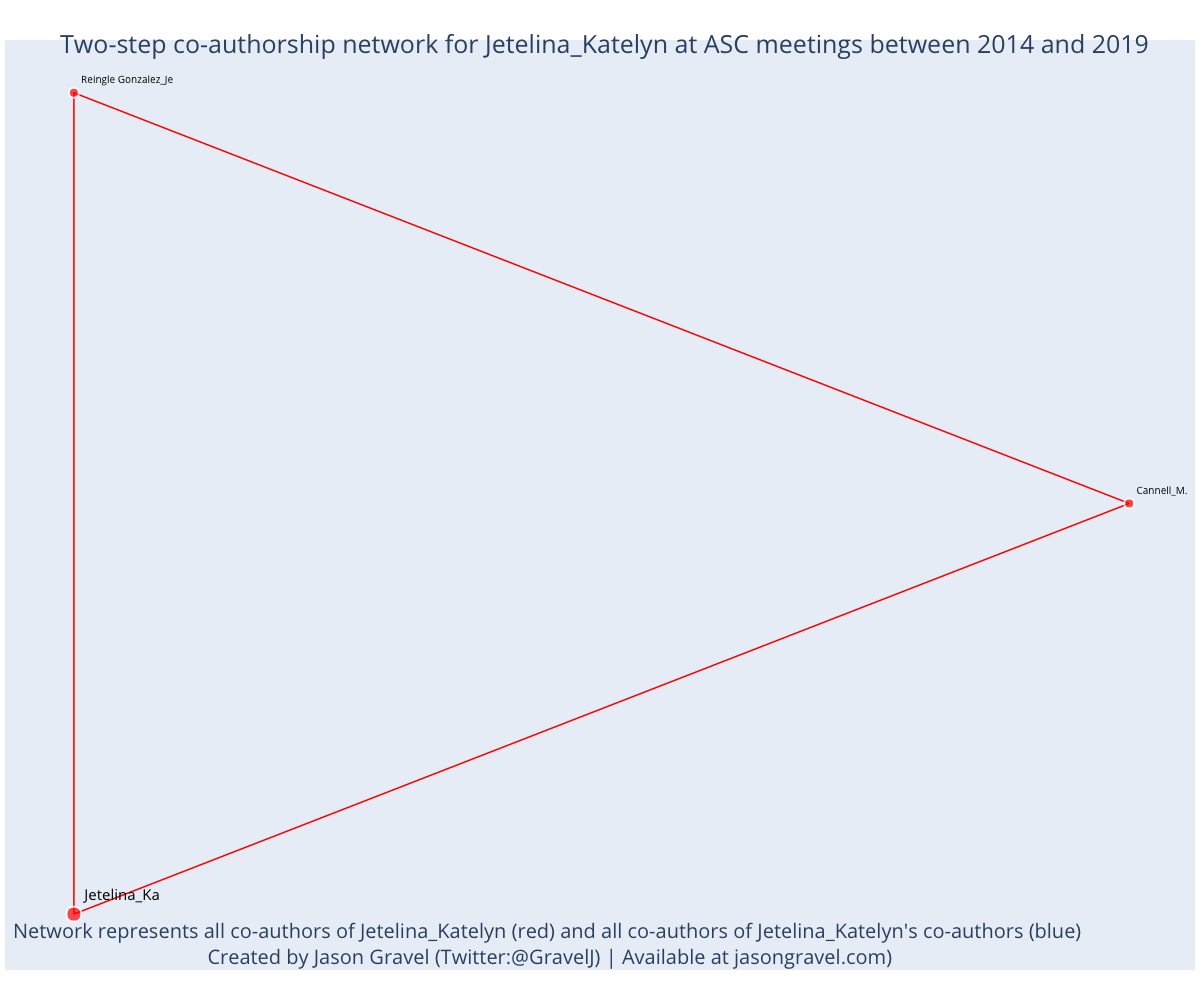 Two-step co-authorship network for Jetelina_Katelyn at ASC meetings between 2014 and 2019
Reingle Gonzalez_Je
Cannell_M.
Jetelina_Ka
Network represents all co-authors of Jetelina_Katelyn (red) and all co-authors of Jetelina_Katelyn's co-authors (blue)
Created by Jason Gravel (Twitter:@GravelJ) | Available at jasongravel.com)